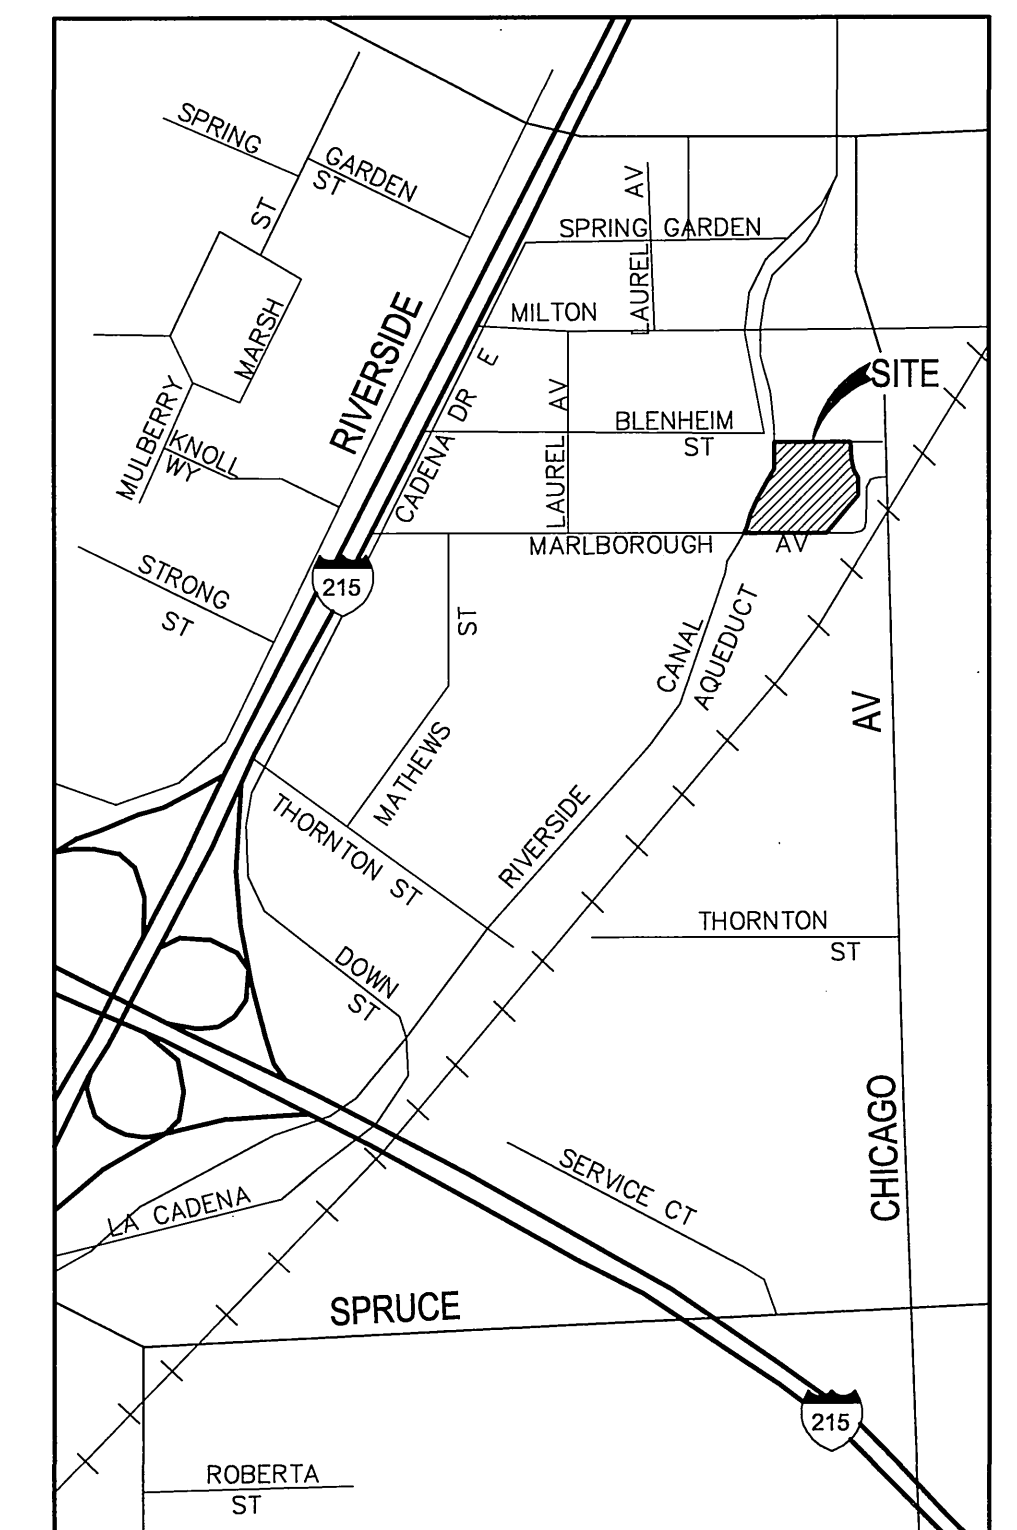 SPRING
GARDEN
ST
ST
AV
SPRING GARDEN
LAUREL
MARSH
RIVERSIDE
MILTON
E
SITE
MULBERRY
KNOLL
WY
CADENA DR
LAUREL AV
BLENHEIM
ST
MARLBOROUGH AV
STRONG
ST
215
ST
MATHEWS
CANAL
AQUEDUCT
RIVERSIDE
AV
THORNTON ST
THORNTON
ST
DOWN
ST
CHICAGO
SERVICE CT
LA CADENA
SPRUCE
215
ROBERTA
ST